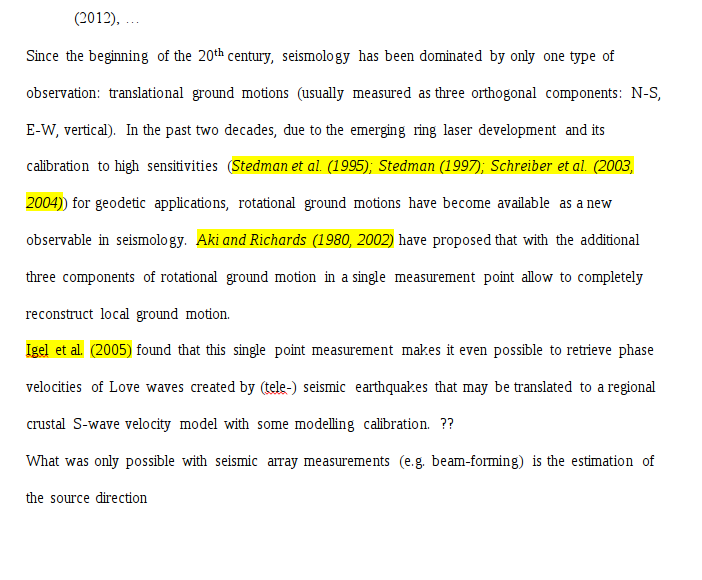 (2012), …
Since the beginning of the 20th century, seismology has been dominated by only one type of
observation: translational ground motions (usually measured as three orthogonal components: N-S,
E-W, vertical). In the past two decades, due to the emerging ring laser development and its
calibration to high sensitivities (Stedman et al. (1995); Stedman (1997); Schreiber et al. (2003,
2004)) for geodetic applications, rotational ground motions have become available as a new
observable in seismology. Aki and Richards (1980, 2002) have proposed that with the additional
three components of rotational ground motion in a single measurement point allow to completely
reconstruct local ground motion.
Igel et al. (2005) found that this single point measurement makes it even possible to retrieve phase
velocities of Love waves created by (tele-) seismic earthquakes that may be translated to a regional
crustal S-wave velocity model with some modelling calibration. ??
What was only possible with seismic array measurements (e.g. beam-forming) is the estimation of
the source direction